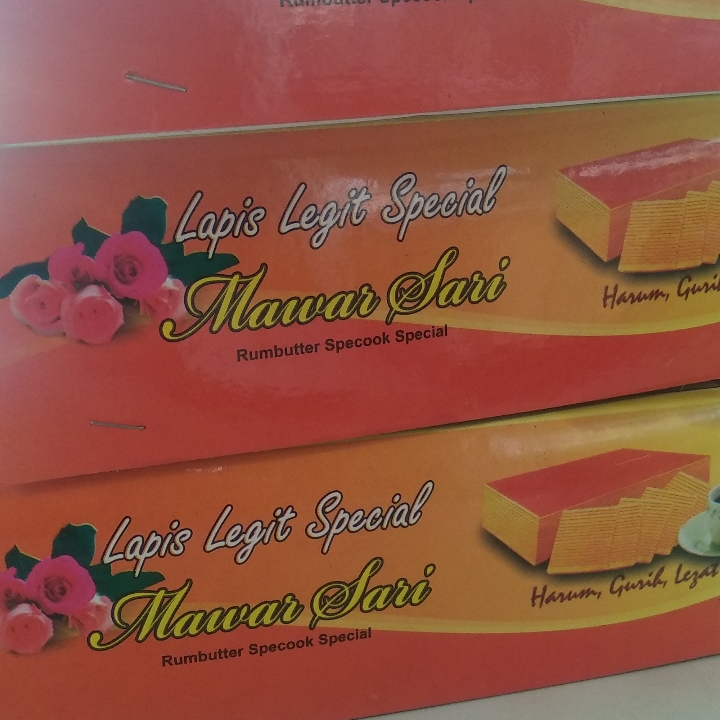 Lapis Legit Special
Mawar Sari
Rumbutter Specook Special
Harum, Gurih
Lapis Legit Special
Mawar Sari
Rumbutter Specook Special
Harum, Gurih, Lezat